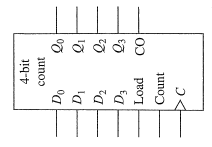 4-bit
count
Q0 Q1 Q2 Q3 CO
D0 D1 D2 D3 Load Count C